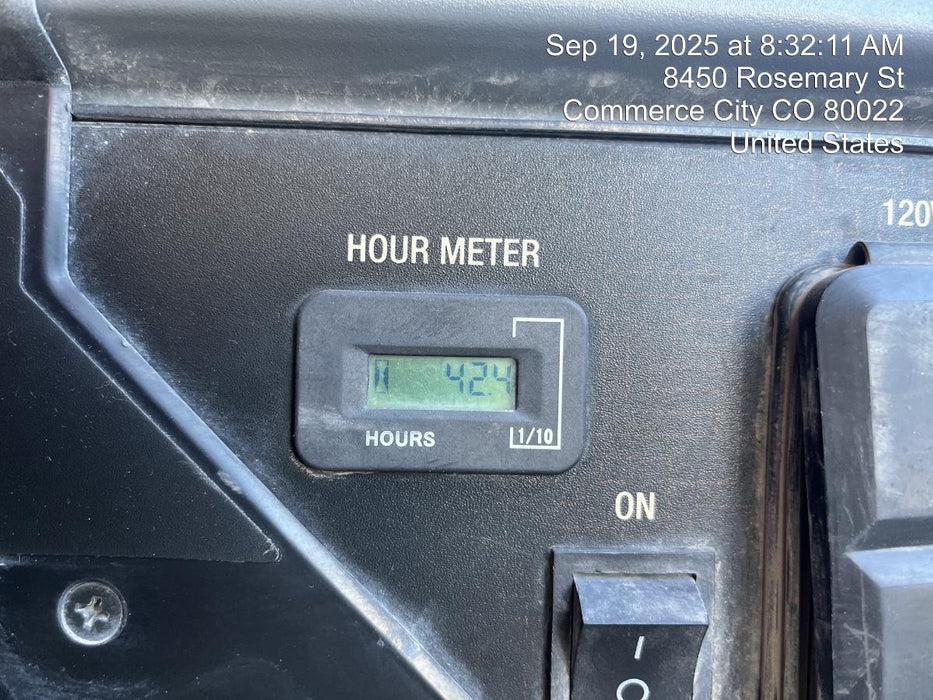 Sep 19, 2025 at 8:32:11 AM
8450 Rosemary St
Commerce City CO 80022
United States
120V
HOUR METER
42.4
HOURS
1/10
ON